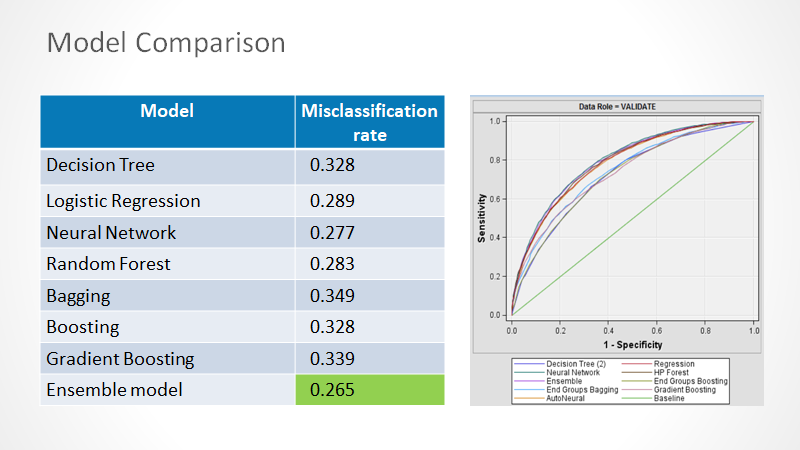 Model Comparison
Model Misclassification rate
Decision Tree 0.328
Logistic Regression 0.289
Neural Network 0.277
Random Forest 0.283
Bagging 0.349
Boosting 0.328
Gradient Boosting 0.339
Ensemble model 0.265
Data Role = VALIDATE
Sensitivity
1.0
0.8
0.6
0.4
0.2
0.0
0.0 0.2 0.4 0.6 0.8 1.0
1 - Specificity
Decision Tree (2) Regression
Neural Network HP Forest
Ensemble End Groups Boosting
End Groups Bagging Gradient Boosting
AutoNeural Baseline